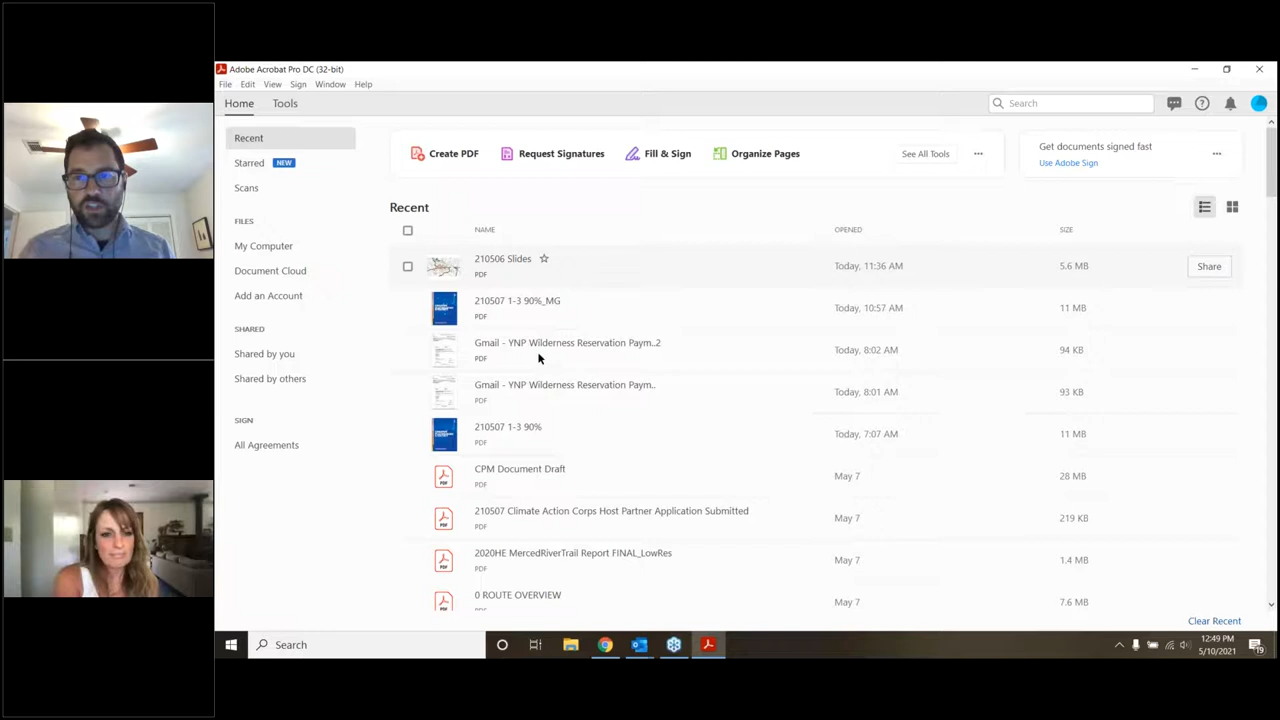 Adobe Acrobat Pro DC (32-bit)
File Edit View Sign Window Help
Home Tools
Search
Recent
Starred NEW
Scans
FILES
My Computer
Document Cloud
Add an Account
SHARED
Shared by you
Shared by others
SIGN
All Agreements
Create PDF Request Signatures Fill & Sign Organize Pages See All Tools
Get documents signed fast
Use Adobe Sign
Recent
NAME OPENED SIZE
210506 Slides Today, 11:36 AM 5.6 MB Share
PDF
210507 1-3 90%_MG Today, 10:57 AM 11 MB
PDF
Gmail - YNP Wilderness Reservation Paym..2 Today, 8:02 AM 94 KB
PDF
Gmail - YNP Wilderness Reservation Paym.. Today, 8:01 AM 93 KB
PDF
210507 1-3 90% Today, 7:07 AM 11 MB
PDF
CPM Document Draft May 7 28 MB
PDF
210507 Climate Action Corps Host Partner Application Submitted May 7 219 KB
PDF
2020HE MercedRiverTrail Report FINAL_LowRes May 7 1.4 MB
PDF
0 ROUTE OVERVIEW May 7 7.6 MB
Clear Recent
Search
12:49 PM
5/10/2021
19